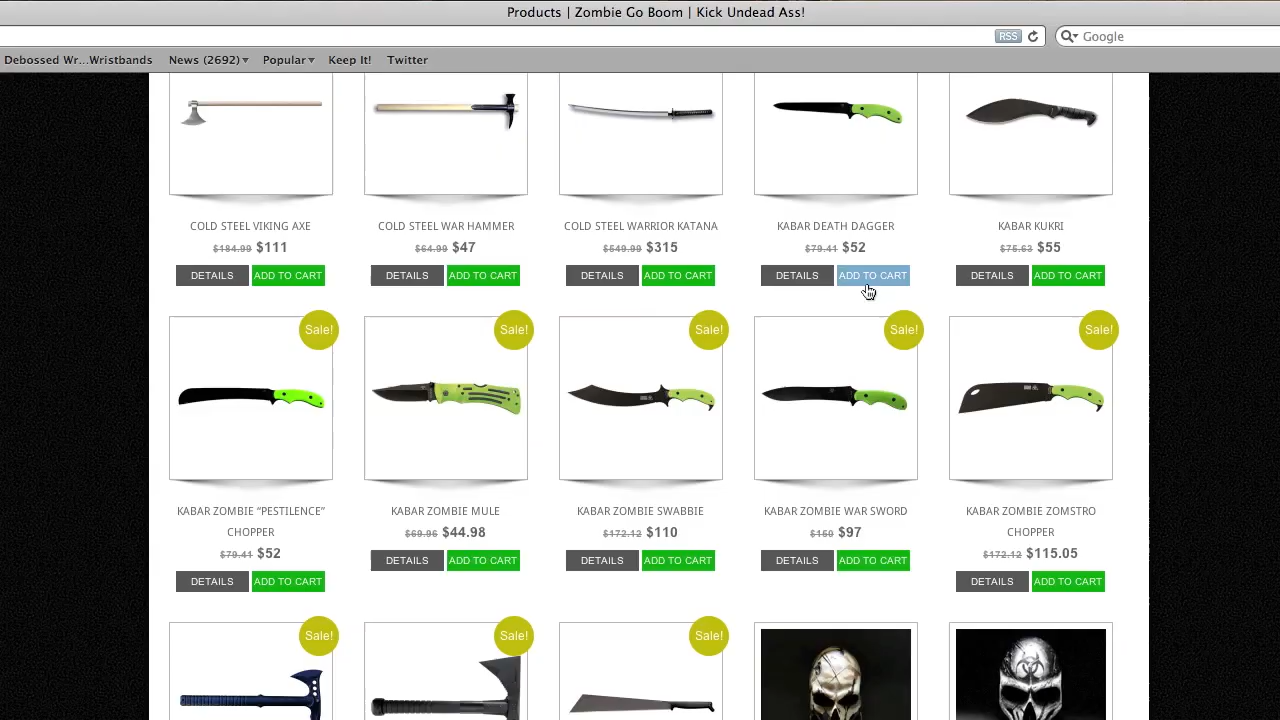 Products | Zombie Go Boom | Kick Undead Ass!
RSS
Google
Debossed Wr...Wristbands News (2692) Popular Keep It! Twitter
COLD STEEL VIKING AXE
$184.99 $111
DETAILS ADD TO CART
COLD STEEL WAR HAMMER
$64.99 $47
DETAILS ADD TO CART
COLD STEEL WARRIOR KATANA
$549.99 $315
DETAILS ADD TO CART
KABAR DEATH DAGGER
$79.41 $52
DETAILS ADD TO CART
KABAR KUKRI
$75.63 $55
DETAILS ADD TO CART
Sale!
KABAR ZOMBIE “PESTILENCE”
CHOPPER
$79.41 $52
DETAILS ADD TO CART
Sale!
KABAR ZOMBIE MULE
$69.96 $44.98
DETAILS ADD TO CART
Sale!
KABAR ZOMBIE SWABBIE
$172.12 $110
DETAILS ADD TO CART
Sale!
KABAR ZOMBIE WAR SWORD
$150 $97
DETAILS ADD TO CART
Sale!
KABAR ZOMBIE ZOMSTRO
CHOPPER
$172.12 $115.05
DETAILS ADD TO CART
Sale!
Sale!
Sale!